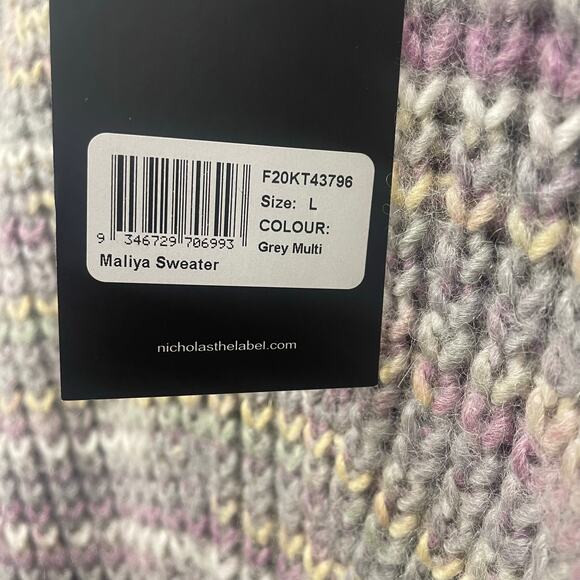 F20KT43796
Size: L
COLOUR:
Grey Multi
9 346729 706993
Maliya Sweater
nicholasthelabel.com